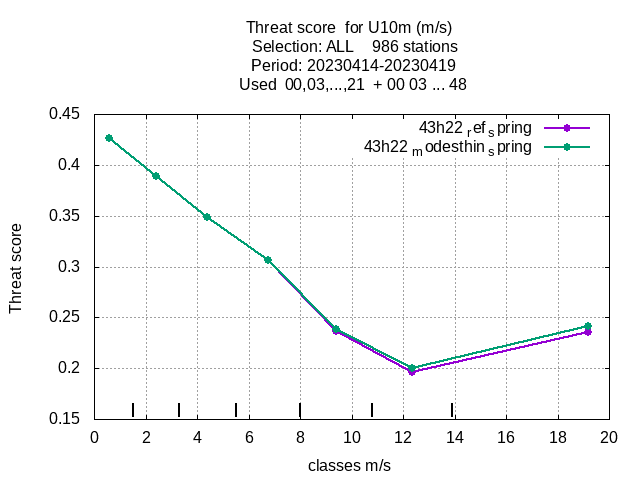 Threat score  for U10m (m/s)
Selection: ALL    986 stations
Period: 20230414-20230419
Used  00,03,...,21  + 00 03 ... 48
43h22 ref spring
43h22 modesthin spring
0.45
0.4
0.35
0.3
0.25
0.2
0.15
Threat score
0 2 4 6 8 10 12 14 16 18 20
classes m/s